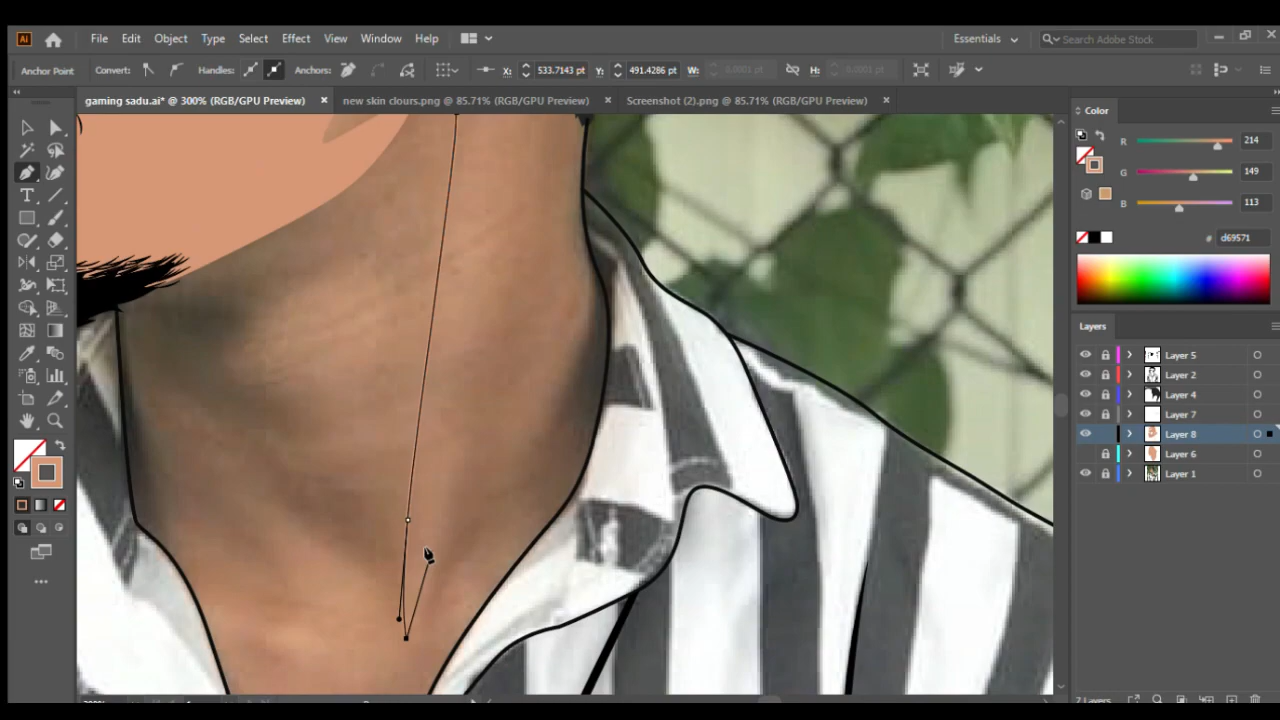 Ai File Edit Object Type Select Effect View Window Help Essentials Search Adobe Stock
Anchor Point Convert: Handles: Anchors: X: 533.7143 pt Y: 491.4286 pt W: 0.0001 pt H: 0.0001 pt
gaming sadu.ai* @ 300% (RGB/GPU Preview) new skin clours.png @ 85.71% (RGB/GPU Preview) Screenshot (2).png @ 85.71% (RGB/GPU Preview)
Color
R 214
G 149
B 113
# d69571
Layers
Layer 5
Layer 2
Layer 4
Layer 7
Layer 8
Layer 6
Layer 1
7 Layers